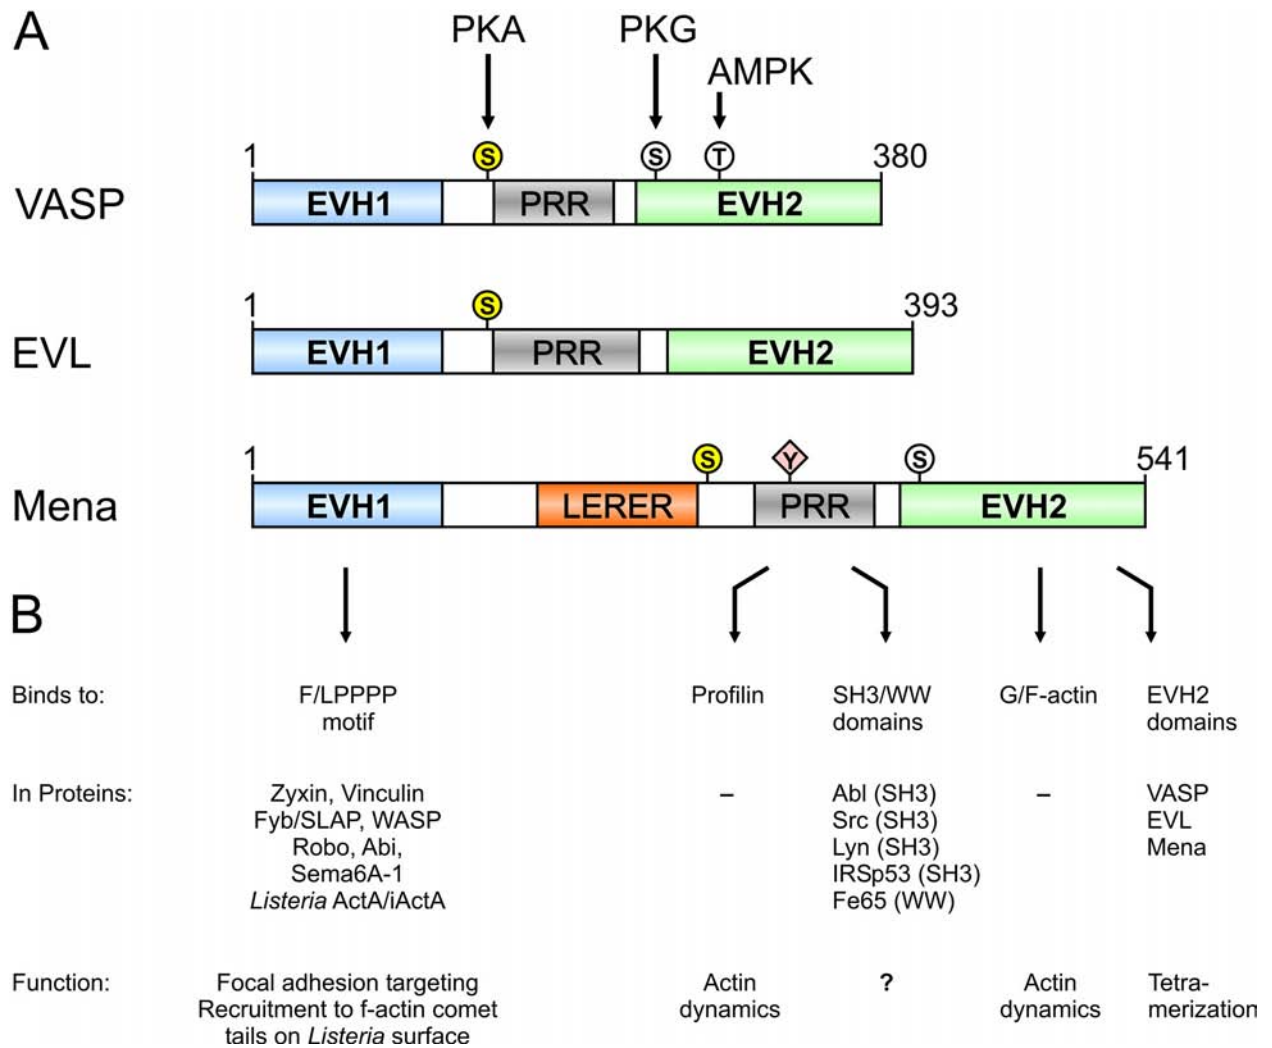 A
PKA
PKG
AMPK
1
S
S
T
380
VASP
EVH1
PRR
EVH2
1
S
393
EVL
EVH1
PRR
EVH2
1
S
Y
S
541
Mena
EVH1
LERER
PRR
EVH2
B
Binds to:
F/LPPPP
motif
Profilin
SH3/WW
domains
G/F-actin
EVH2
domains
In Proteins:
Zyxin, Vinculin
Fyb/SLAP, WASP
Robo, Abi,
Sema6A-1
Listeria ActA/iActA
–
Abl (SH3)
Src (SH3)
Lyn (SH3)
IRSp53 (SH3)
Fe65 (WW)
–
VASP
EVL
Mena
Function:
Focal adhesion targeting
Recruitment to f-actin comet
tails on Listeria surface
Actin
dynamics
?
Actin
dynamics
Tetra-
merization